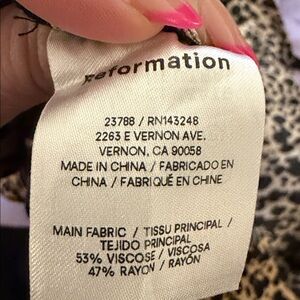 reformation
23788 / RN143248
2263 E VERNON AVE.
VERNON, CA 90058
MADE IN CHINA / FABRICADO EN
CHINA / FABRIQUÉ EN CHINE
MAIN FABRIC / TISSU PRINCIPAL /
TEJIDO PRINCIPAL
53% VISCOSE / VISCOSA
47% RAYON / RAYÓN